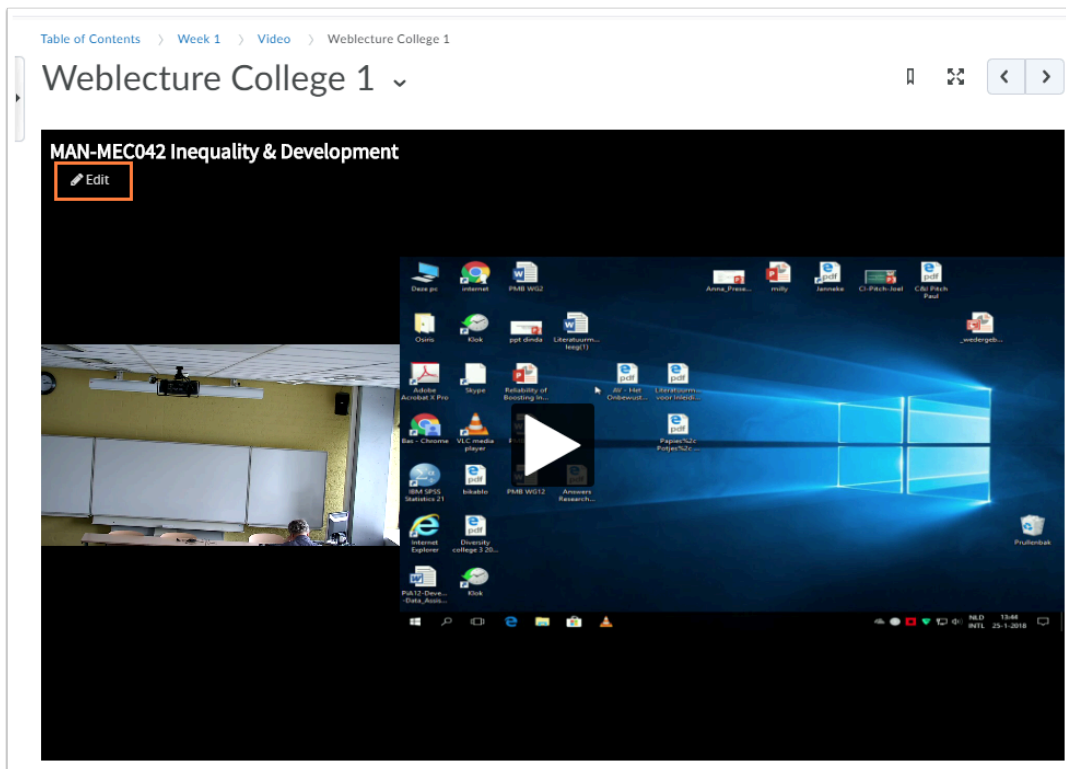 Table of Contents > Week 1 > Video > Weblecture College 1
Weblecture College 1
MAN-MEC042 Inequality & Development
Edit
Deze pc
internet
PMB WG2
Anna_Prese...
milly
Janneke
CI-Pitch-Joel
C&I Pitch
Paul
Osiris
Klok
ppt dinda
Literatuurm...
leag(1)
_wedergeb...
Adobe
Acrobat X Pro
Skype
Reliability of
Boosting In...
AV - Het
Onbewust...
Literatuurm...
voor Inleidi...
Bas - Chrome
VLC media
player
Papies%2c
Potjes%2c ...
IBM SPSS
Statistics 21
bikablo
PMB WG12
Answers
Research...
Internet
Explorer
Diversity
college 3 20...
Prullenbak
PiA12-Deve...
-Data_Assis...
Klok
NLD
INTL
13:44
25-1-2018